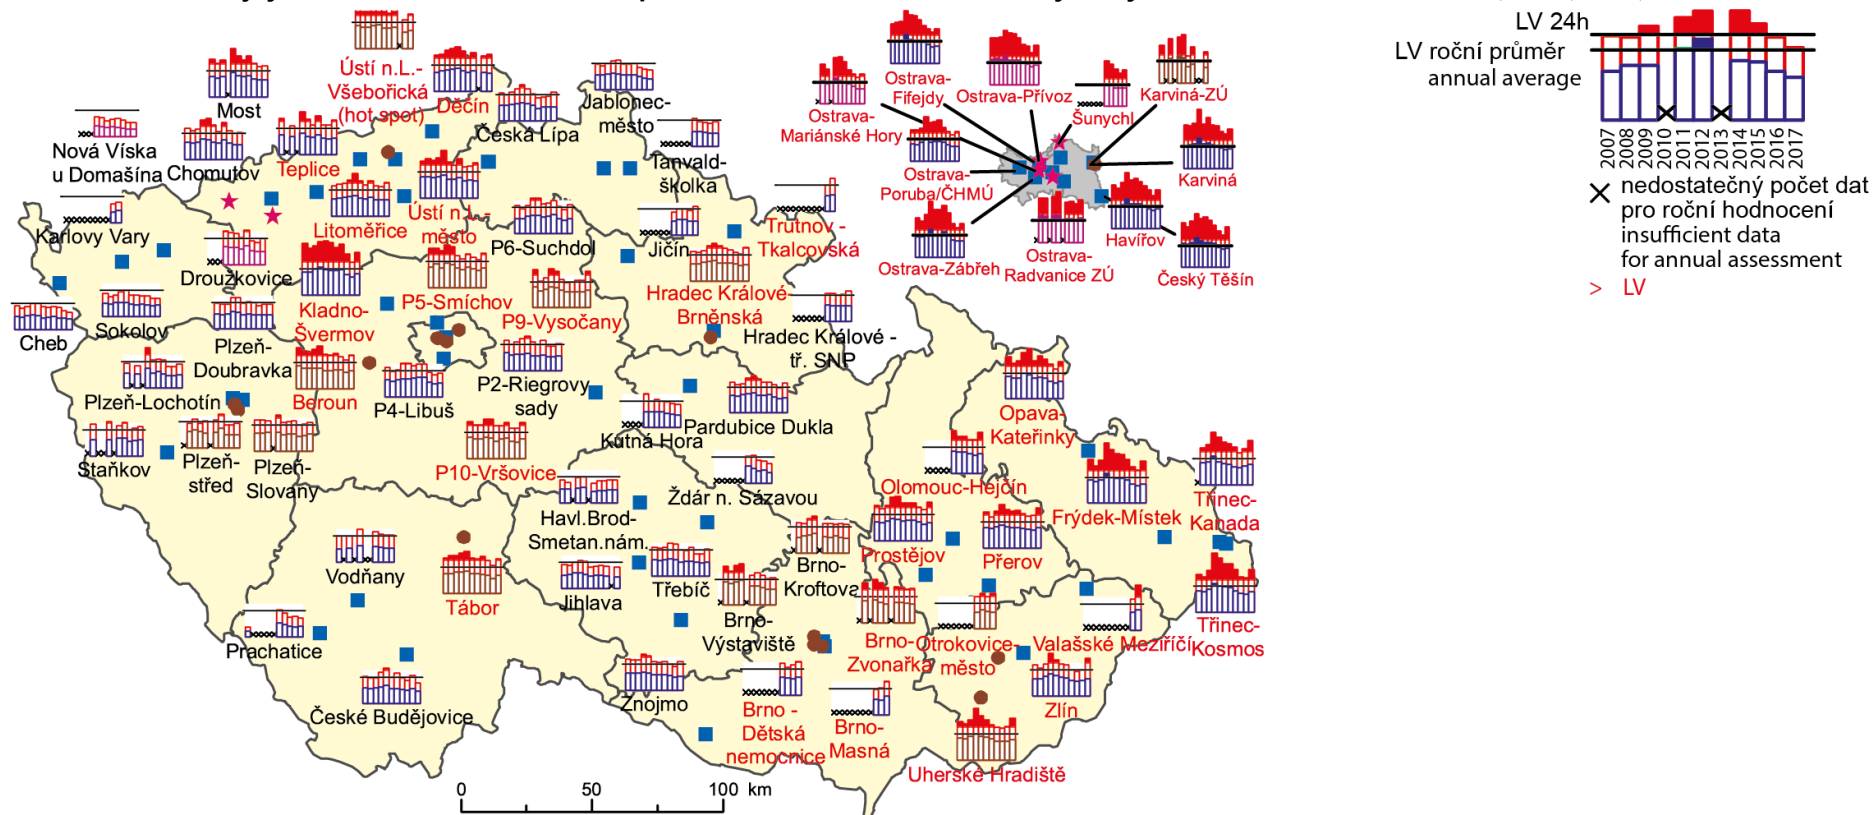 Most
Ústí n.L.-
Všebořická
(hot spot)
Děčín
Česká Lípa
Jablonec-
město
Nová Víska
u Domašína
Chomutov
Teplice
Tanvald-
školka
Karlovy Vary
Litoměřice
Ústí n.L.-
město
P6-Suchdol
Jičín
Trutnov -
Tkalcovská
Droužkovice
Cheb
Sokolov
Kladno-
Švermov
P5-Smíchov
P9-Vysočany
Hradec Králové-
Brněnská
Hradec Králové -
tř. SNP
Plzeň-
Doubravka
Plzeň-Lochotín
Beroun
P4-Libuš
P2-Riegrovy
sady
Kutná Hora
Pardubice Dukla
Staňkov
Plzeň-
střed
Plzeň-
Slovany
P10-Vršovice
Havl.Brod-
Smetan.nám.
Ždár n. Sázavou
Vodňany
Tábor
Jihlava
Třebíč
Brno-
Kroftova
Brno-
Výstaviště
Prachatice
České Budějovice
Znojmo
Brno -
Dětská
nemocnice
Brno-
Masná
Brno-
Zvonařka
Otrokovice-
město
Valašské Meziříčí
Zlín
Uherské Hradiště
Opava-
Kateřinky
Olomouc-Hejčín
Prostějov
Přerov
Frýdek-Místek
Třinec-
Kanada
Třinec-
Kosmos
Ostrava-
Fifejdy
Ostrava-Přívoz
Šunychl
Karviná-ZÚ
Ostrava-
Mariánské Hory
Ostrava-
Poruba/ČHMÚ
Karviná
Ostrava-Zábřeh
Ostrava-
Radvanice ZÚ
Havířov
Český Těšín
0 50 100 km
LV 24h
LV roční průměr
annual average
2007
2008
2009
2010
2011
2012
2013
2014
2015
2016
2017
nedostatečný počet dat
pro roční hodnocení
insufficient data
for annual assessment
> LV